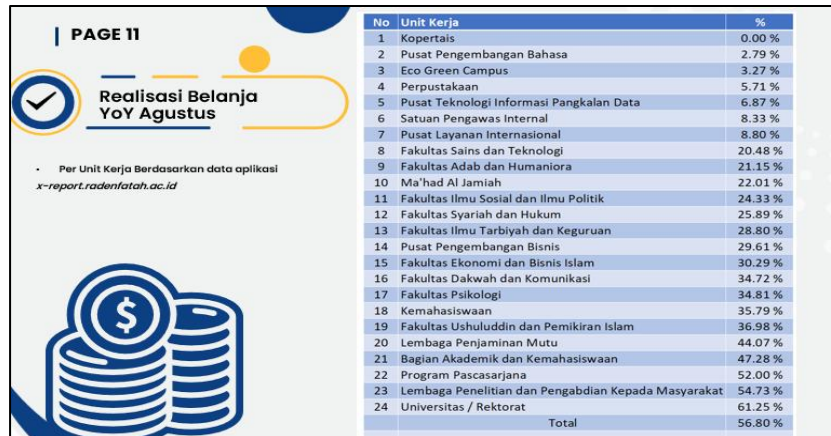 PAGE 11
Realisasi Belanja
YoY Agustus
• Per Unit Kerja Berdasarkan data aplikasi
x-report.radenfatah.ac.id
$
No Unit Kerja %
1 Kopertais 0.00 %
2 Pusat Pengembangan Bahasa 2.79 %
3 Eco Green Campus 3.27 %
4 Perpustakaan 5.71 %
5 Pusat Teknologi Informasi Pangkalan Data 6.87 %
6 Satuan Pengawas Internal 8.33 %
7 Pusat Layanan Internasional 8.80 %
8 Fakultas Sains dan Teknologi 20.48 %
9 Fakultas Adab dan Humaniora 21.15 %
10 Ma'had Al Jamiah 22.01 %
11 Fakultas Ilmu Sosial dan Ilmu Politik 24.33 %
12 Fakultas Syariah dan Hukum 25.89 %
13 Fakultas Ilmu Tarbiyah dan Keguruan 28.80 %
14 Pusat Pengembangan Bisnis 29.61 %
15 Fakultas Ekonomi dan Bisnis Islam 30.29 %
16 Fakultas Dakwah dan Komunikasi 34.72 %
17 Fakultas Psikologi 34.81 %
18 Kemahasiswaan 35.79 %
19 Fakultas Ushuluddin dan Pemikiran Islam 36.98 %
20 Lembaga Penjaminan Mutu 44.07 %
21 Bagian Akademik dan Kemahasiswaan 47.28 %
22 Program Pascasarjana 52.00 %
23 Lembaga Penelitian dan Pengabdian Kepada Masyarakat 54.73 %
24 Universitas / Rektorat 61.25 %
Total 56.80 %